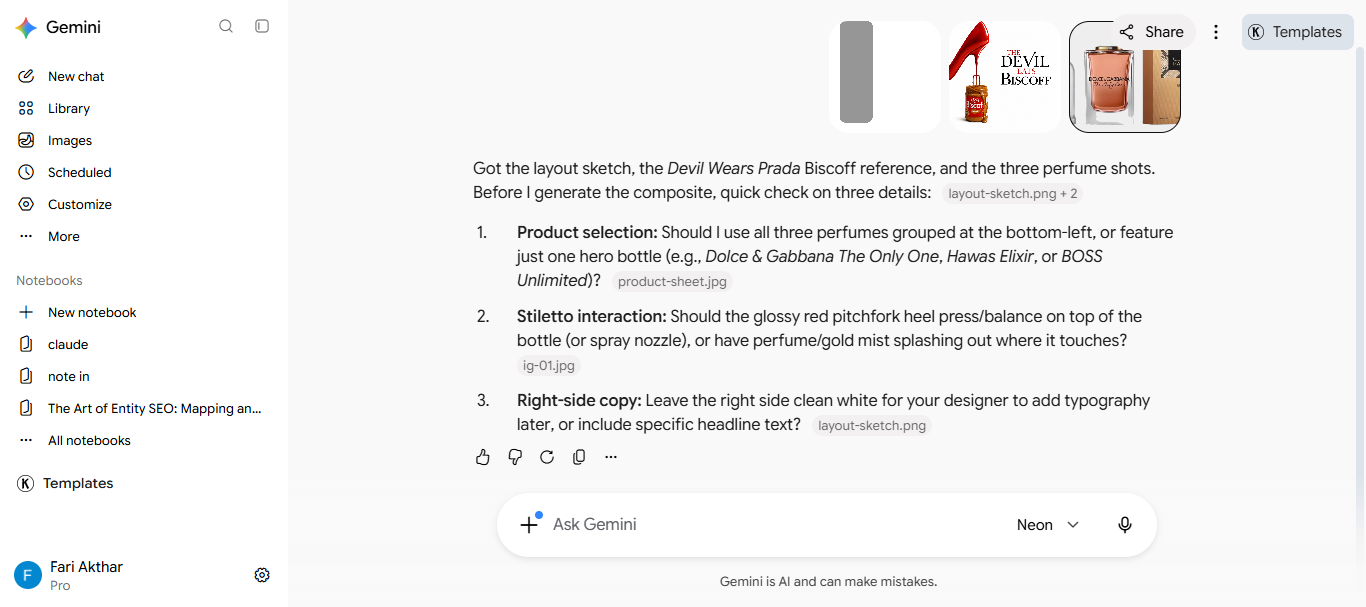 Gemini
New chat
Library
Images
Scheduled
Customize
More
Notebooks
New notebook
claude
note in
The Art of Entity SEO: Mapping an...
All notebooks
Templates
Fari Akthar
Pro
THE
DEVIL
EATS
BISCOFF
DOLCE & GABBANA
Share
Templates
Got the layout sketch, the Devil Wears Prada Biscoff reference, and the three perfume shots.
Before I generate the composite, quick check on three details: layout-sketch.png + 2
1. Product selection: Should I use all three perfumes grouped at the bottom-left, or feature
just one hero bottle (e.g., Dolce & Gabbana The Only One, Hawas Elixir, or BOSS
Unlimited)? product-sheet.jpg
2. Stiletto interaction: Should the glossy red pitchfork heel press/balance on top of the
bottle (or spray nozzle), or have perfume/gold mist splashing out where it touches?
ig-01.jpg
3. Right-side copy: Leave the right side clean white for your designer to add typography
later, or include specific headline text? layout-sketch.png
Ask Gemini
Neon
Gemini is AI and can make mistakes.